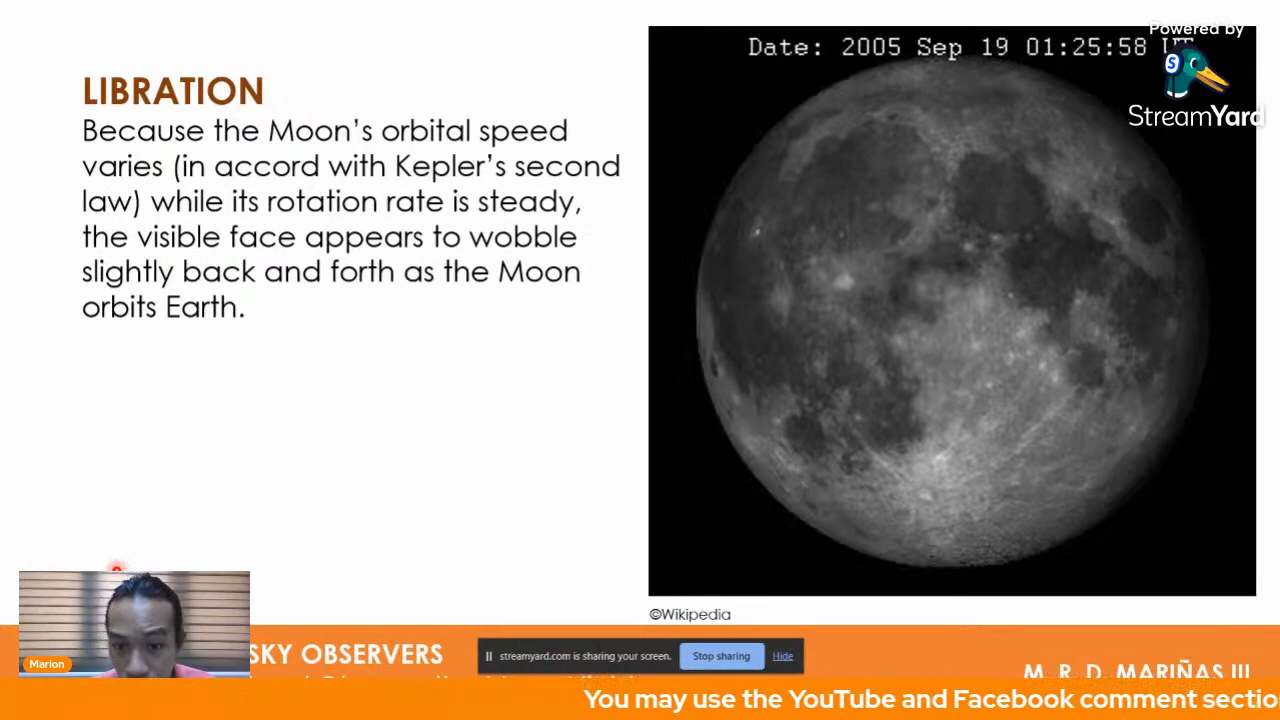 Powered by
Date: 2005 Sep 19 01:25:58
StreamYard
LIBRATION
Because the Moon’s orbital speed
varies (in accord with Kepler’s second
law) while its rotation rate is steady,
the visible face appears to wobble
slightly back and forth as the Moon
orbits Earth.
©Wikipedia
Marion
SKY OBSERVERS
streamyard.com is sharing your screen.
Stop sharing
Hide
M. R. D. MARIÑAS III
You may use the YouTube and Facebook comment sectio